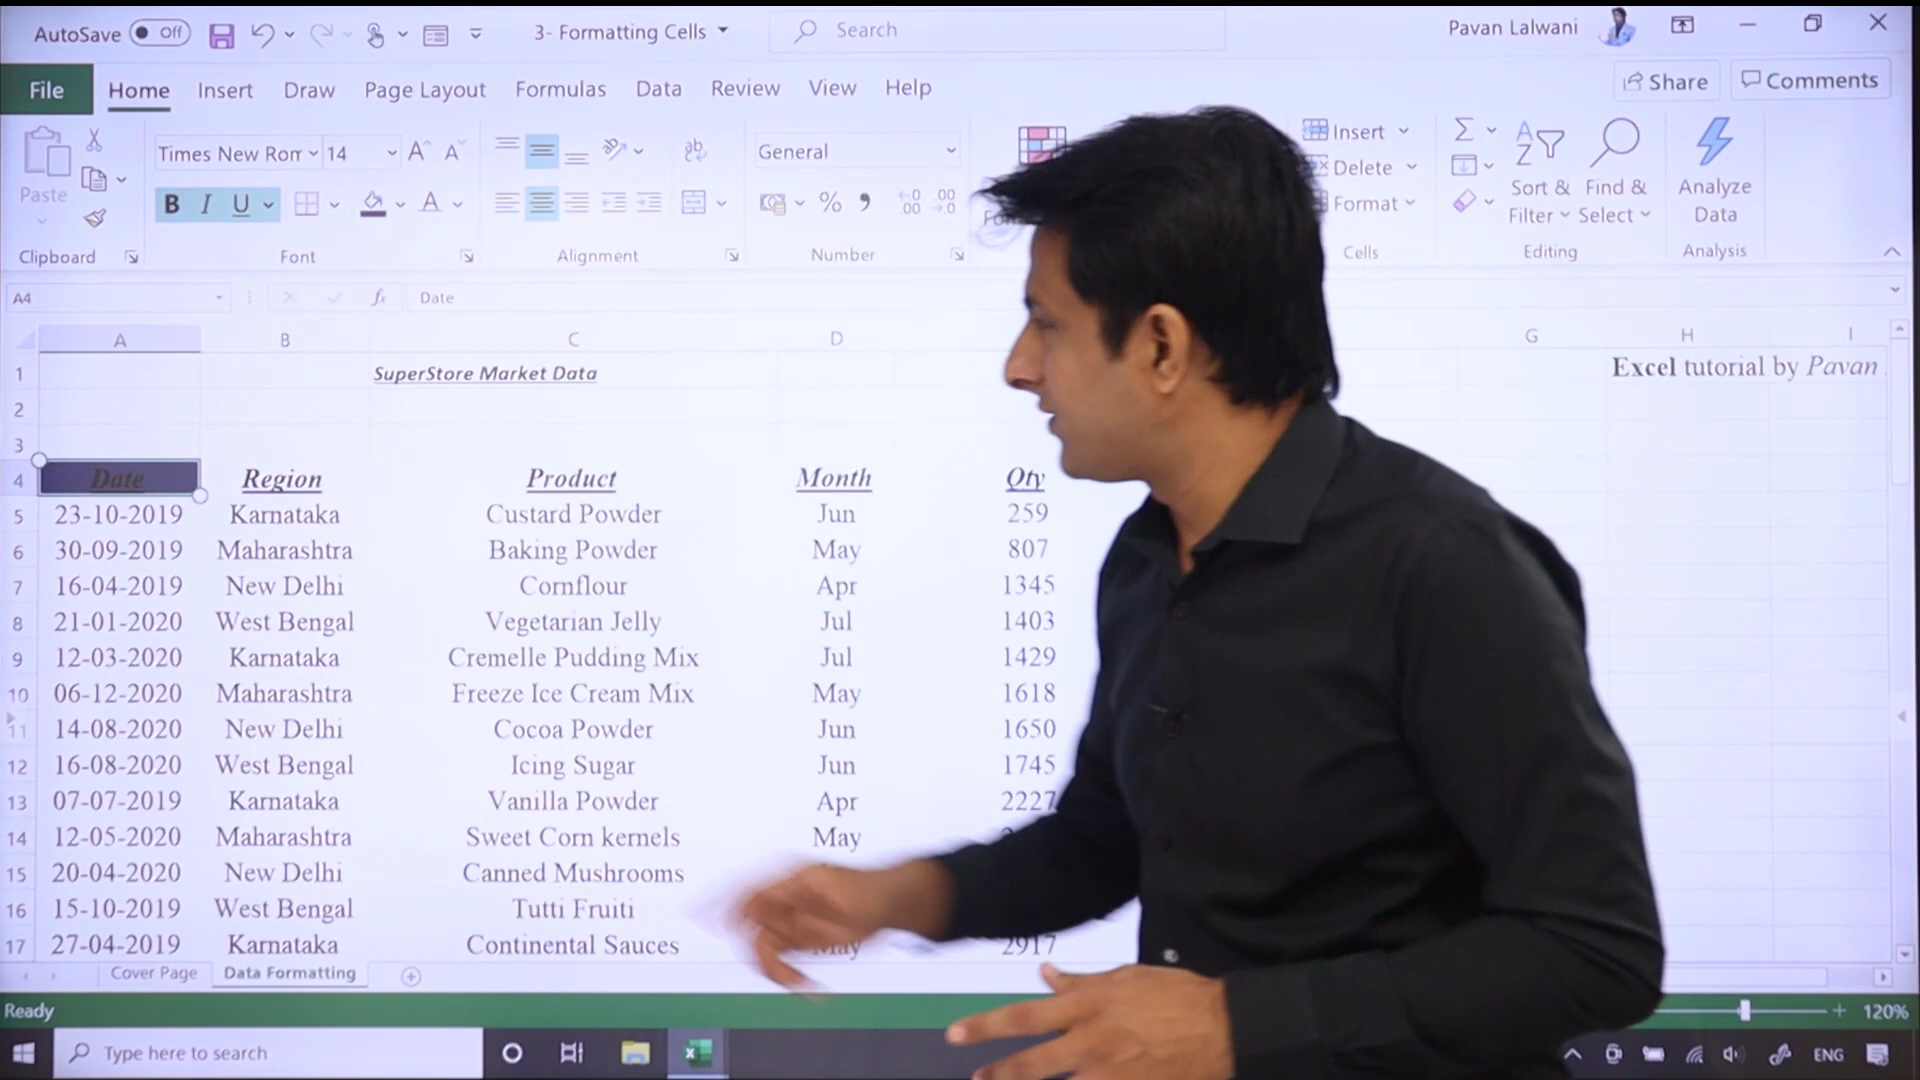 AutoSave Off 3- Formatting Cells Search Pavan Lalwani
File Home Insert Draw Page Layout Formulas Data Review View Help Share Comments
Paste Times New Rom 14 General Insert
Delete
Format
B I U A % Sort & Filter Find & Select Analyze Data
Clipboard Font Alignment Number Cells Editing Analysis
A4 fx Date
A B C D G H I
1 SuperStore Market Data Excel tutorial by Pavan
2
3
4 Date Region Product Month Qty
5 23-10-2019 Karnataka Custard Powder Jun 259
6 30-09-2019 Maharashtra Baking Powder May 807
7 16-04-2019 New Delhi Cornflour Apr 1345
8 21-01-2020 West Bengal Vegetarian Jelly Jul 1403
9 12-03-2020 Karnataka Cremelle Pudding Mix Jul 1429
10 06-12-2020 Maharashtra Freeze Ice Cream Mix May 1618
11 14-08-2020 New Delhi Cocoa Powder Jun 1650
12 16-08-2020 West Bengal Icing Sugar Jun 1745
13 07-07-2019 Karnataka Vanilla Powder Apr 2227
14 12-05-2020 Maharashtra Sweet Corn kernels May
15 20-04-2020 New Delhi Canned Mushrooms
16 15-10-2019 West Bengal Tutti Fruiti
17 27-04-2019 Karnataka Continental Sauces May 2917
Cover Page Data Formatting
Ready 120%
Type here to search ENG